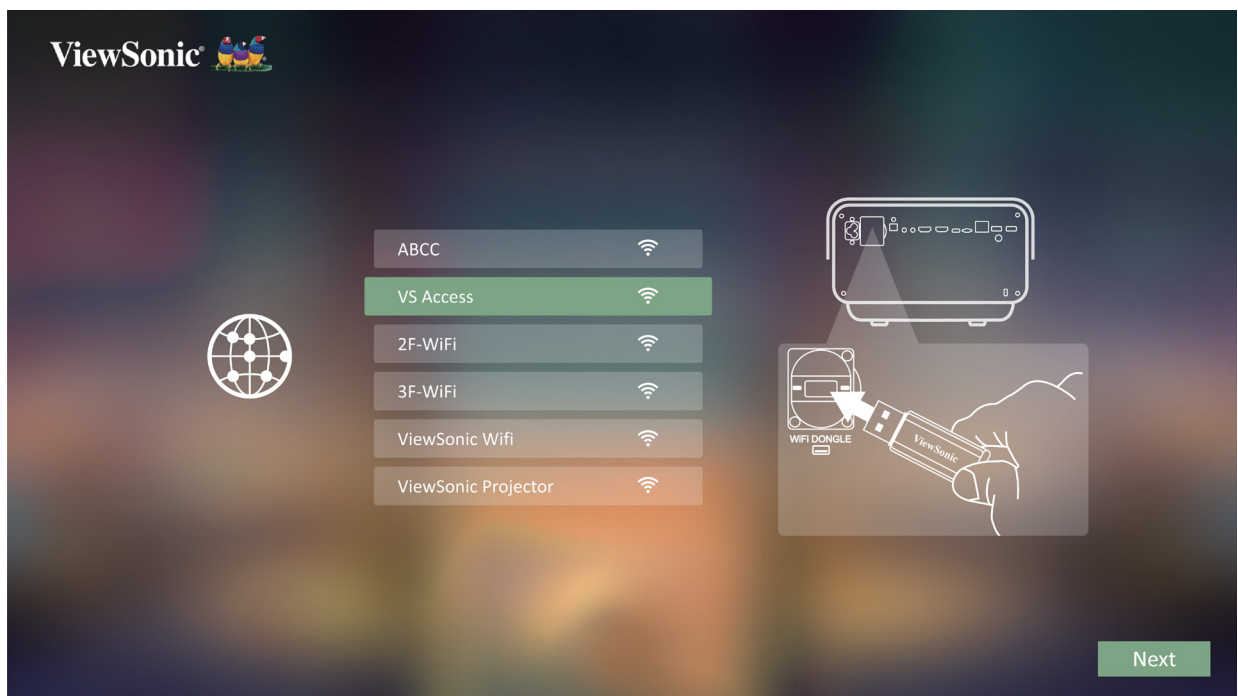 ViewSonic®
ABCC
VS Access
2F-WiFi
3F-WiFi
ViewSonic Wifi
ViewSonic Projector
WIFI DONGLE
ViewSonic
Next